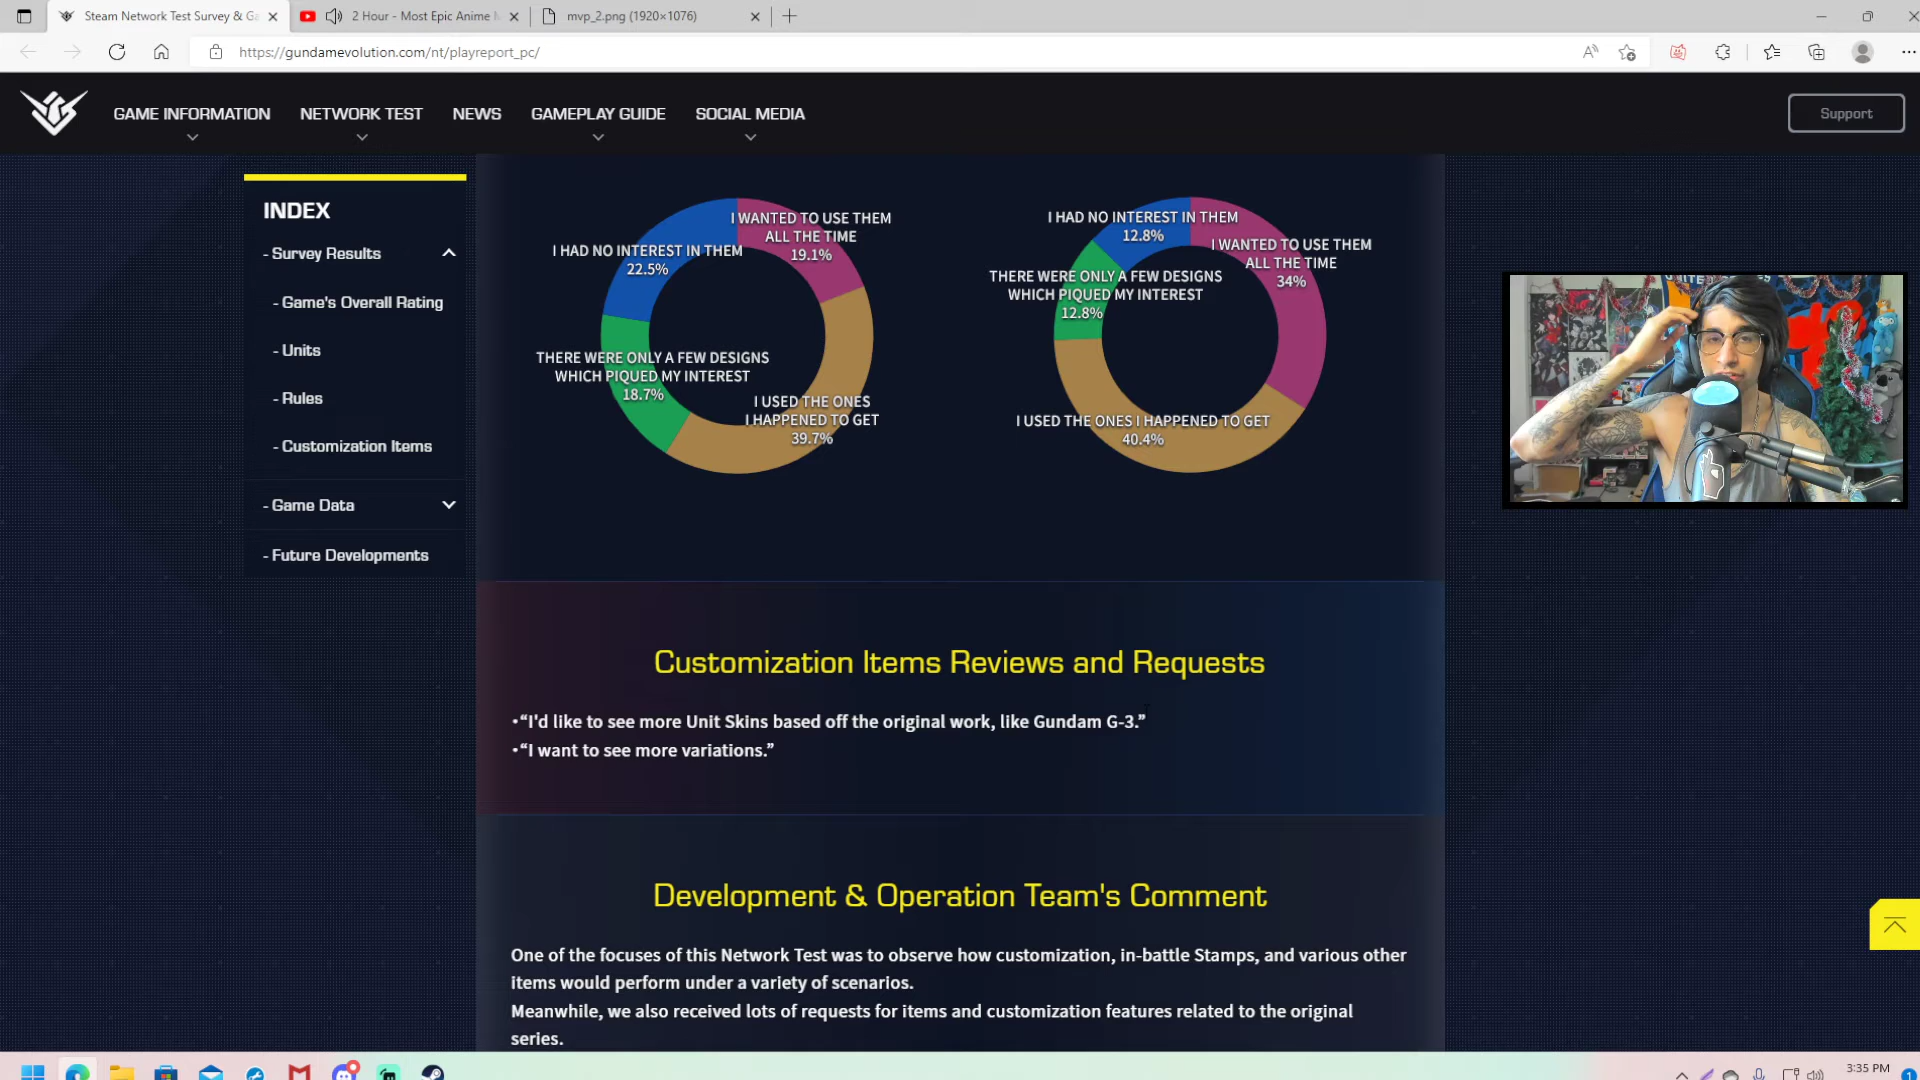 Steam Network Test Survey & Ga
2 Hour - Most Epic Anime M
mvp_2.png (1920×1076)
https://gundamevolution.com/nt/playreport_pc/
GAME INFORMATION
NETWORK TEST
NEWS
GAMEPLAY GUIDE
SOCIAL MEDIA
Support
INDEX
- Survey Results
- Game's Overall Rating
- Units
- Rules
- Customization Items
- Game Data
- Future Developments
I WANTED TO USE THEM
ALL THE TIME
19.1%
I HAD NO INTEREST IN THEM
22.5%
THERE WERE ONLY A FEW DESIGNS
WHICH PIQUED MY INTEREST
18.7%
I USED THE ONES
I HAPPENED TO GET
39.7%
I HAD NO INTEREST IN THEM
12.8%
I WANTED TO USE THEM
ALL THE TIME
34%
THERE WERE ONLY A FEW DESIGNS
WHICH PIQUED MY INTEREST
12.8%
I USED THE ONES I HAPPENED TO GET
40.4%
Customization Items Reviews and Requests
・“I'd like to see more Unit Skins based off the original work, like Gundam G-3.”
・“I want to see more variations.”
Development & Operation Team's Comment
One of the focuses of this Network Test was to observe how customization, in-battle Stamps, and various other
items would perform under a variety of scenarios.
Meanwhile, we also received lots of requests for items and customization features related to the original
series.
3:35 PM
1